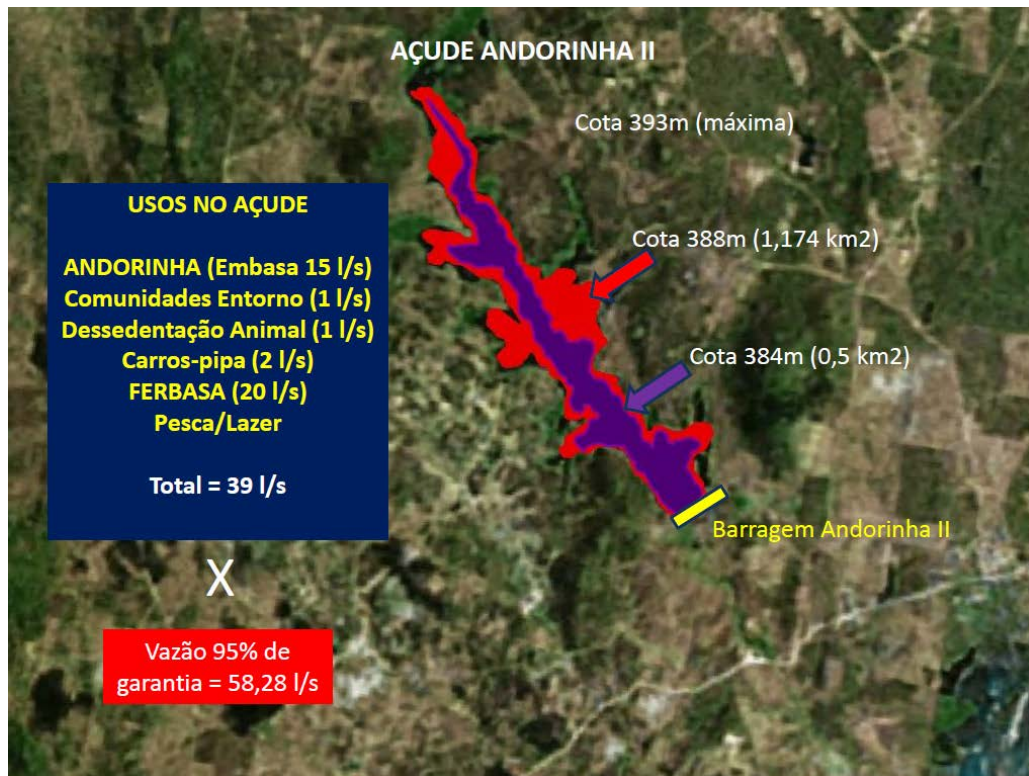 AÇUDE ANDORINHA II
Cota 393m (máxima)
USOS NO AÇUDE
ANDORINHA (Embasa 15 l/s)
Comunidades Entorno (1 l/s)
Dessedentação Animal (1 l/s)
Carros-pipa (2 l/s)
FERBASA (20 l/s)
Pesca/Lazer
Total = 39 l/s
Cota 388m (1,174 km2)
Cota 384m (0,5 km2)
Barragem Andorinha II
X
Vazão 95% de
garantia = 58,28 l/s